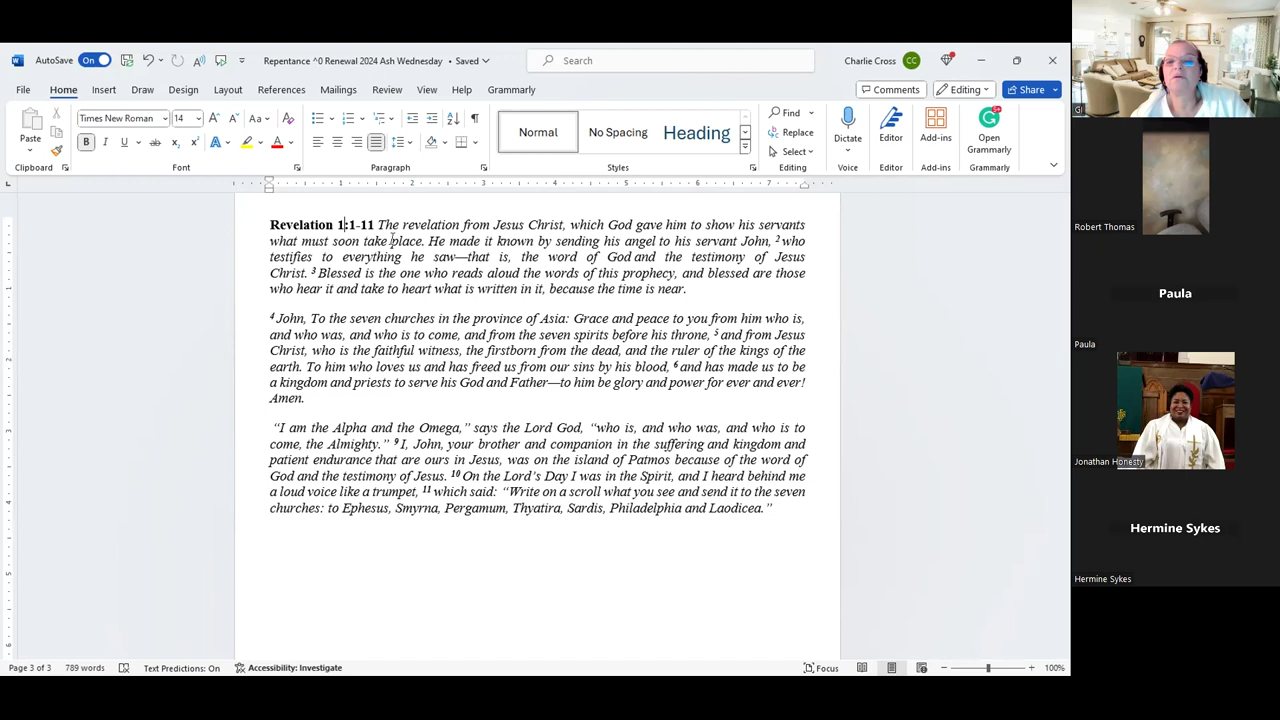 AutoSave On Repentance ^0 Renewal 2024 Ash Wednesday • Saved Search Charlie Cross CC
File Home Insert Draw Design Layout References Mailings Review View Help Grammarly Comments Editing Share
Paste Times New Roman 14 Normal No Spacing Heading Find Replace Select Dictate Editor Add-ins Open Grammarly
Clipboard Font Paragraph Styles Editing Voice Editor Add-ins Grammarly
1 2 3 4 5 6 7
Revelation 1:1-11 The revelation from Jesus Christ, which God gave him to show his servants
what must soon take place. He made it known by sending his angel to his servant John, 2 who
testifies to everything he saw—that is, the word of God and the testimony of Jesus
Christ. 3 Blessed is the one who reads aloud the words of this prophecy, and blessed are those
who hear it and take to heart what is written in it, because the time is near.
4 John, To the seven churches in the province of Asia: Grace and peace to you from him who is,
and who was, and who is to come, and from the seven spirits before his throne, 5 and from Jesus
Christ, who is the faithful witness, the firstborn from the dead, and the ruler of the kings of the
earth. To him who loves us and has freed us from our sins by his blood, 6 and has made us to be
a kingdom and priests to serve his God and Father—to him be glory and power for ever and ever!
Amen.
“I am the Alpha and the Omega,” says the Lord God, “who is, and who was, and who is to
come, the Almighty.” 9 I, John, your brother and companion in the suffering and kingdom and
patient endurance that are ours in Jesus, was on the island of Patmos because of the word of
God and the testimony of Jesus. 10 On the Lord’s Day I was in the Spirit, and I heard behind me
a loud voice like a trumpet, 11 which said: “Write on a scroll what you see and send it to the seven
churches: to Ephesus, Smyrna, Pergamum, Thyatira, Sardis, Philadelphia and Laodicea.”
Page 3 of 3 789 words Text Predictions: On Accessibility: Investigate Focus 100%
GI
Robert Thomas
Paula
Paula
Jonathan Honesty
Hermine Sykes
Hermine Sykes